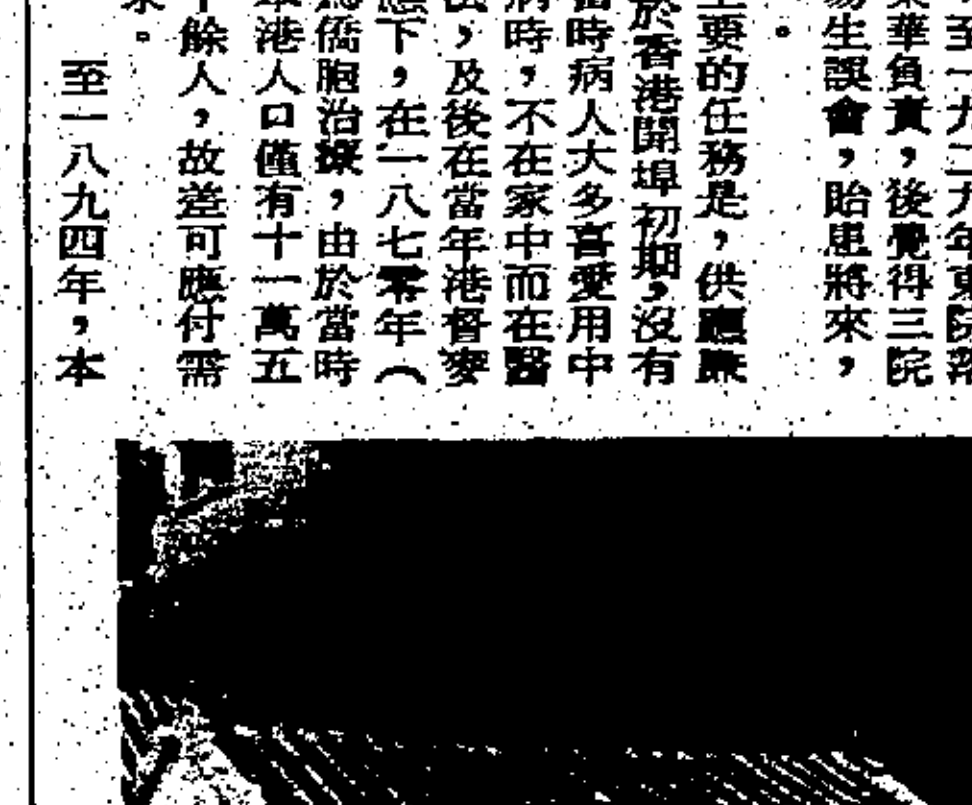 至一九二九年東院落
華負責，後覺得三院
易生誤會，貽患將來，
。
主要的任務是，供應
於香港開埠初期，沒有
當時病人大多喜愛用中
病時，不在家中而在醫
，及後在當年港督麥
應下，在一八七零年（
僑胞治療，由於當時
港人口僅有十一萬五
餘人，故差可應付需
。
至一八九四年，本